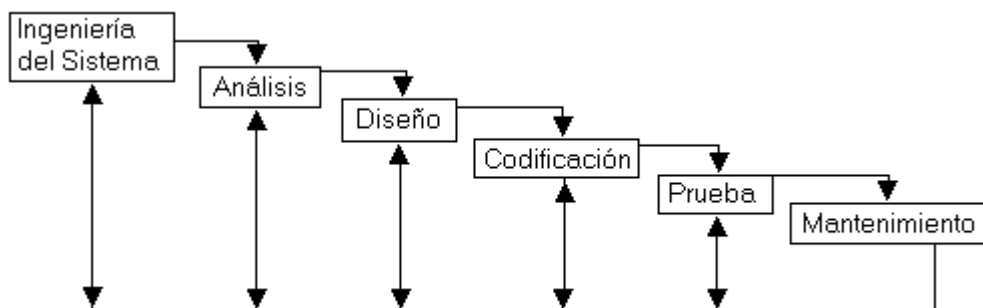 Ingeniería
del Sistema
Análisis
Diseño
Codificación
Prueba
Mantenimiento